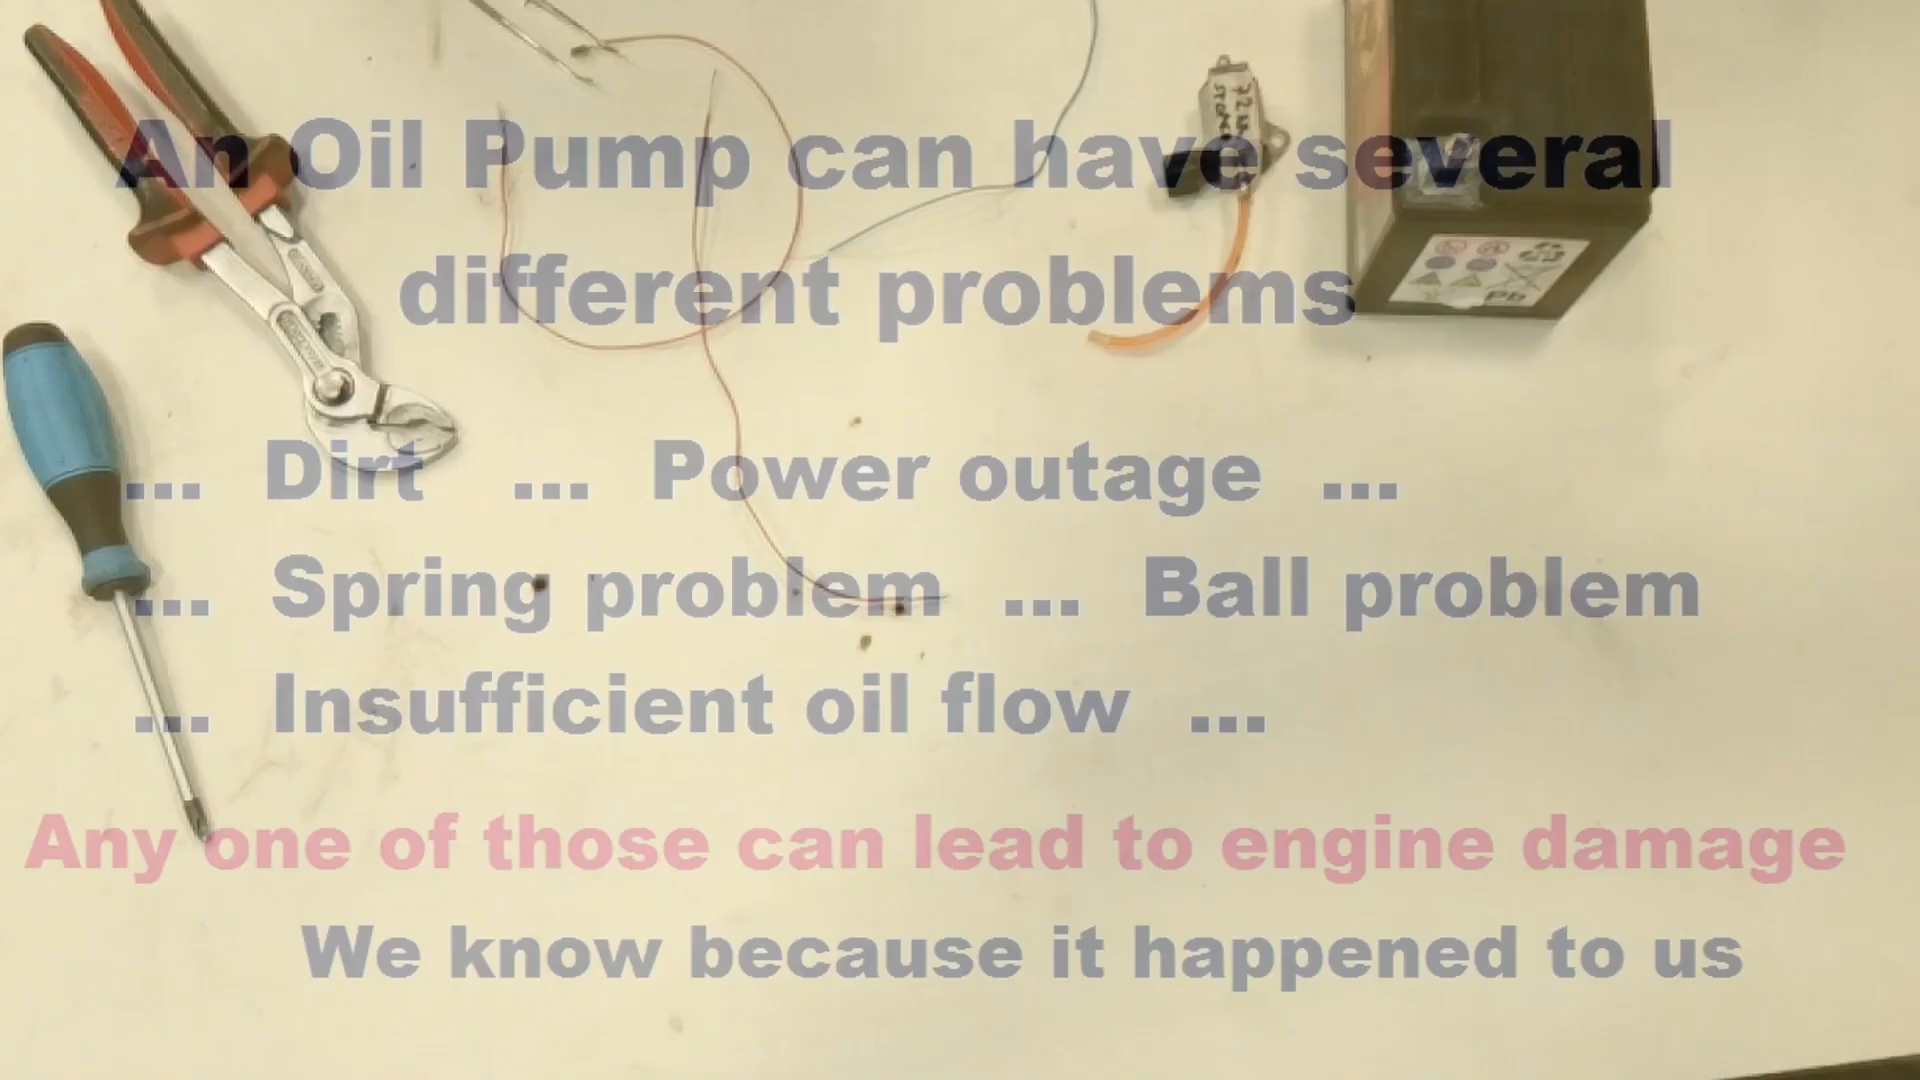 An Oil Pump can have several
different problems
... Dirt ... Power outage ...
... Spring problem ... Ball problem
... Insufficient oil flow ...
Any one of those can lead to engine damage
We know because it happened to us
Pb